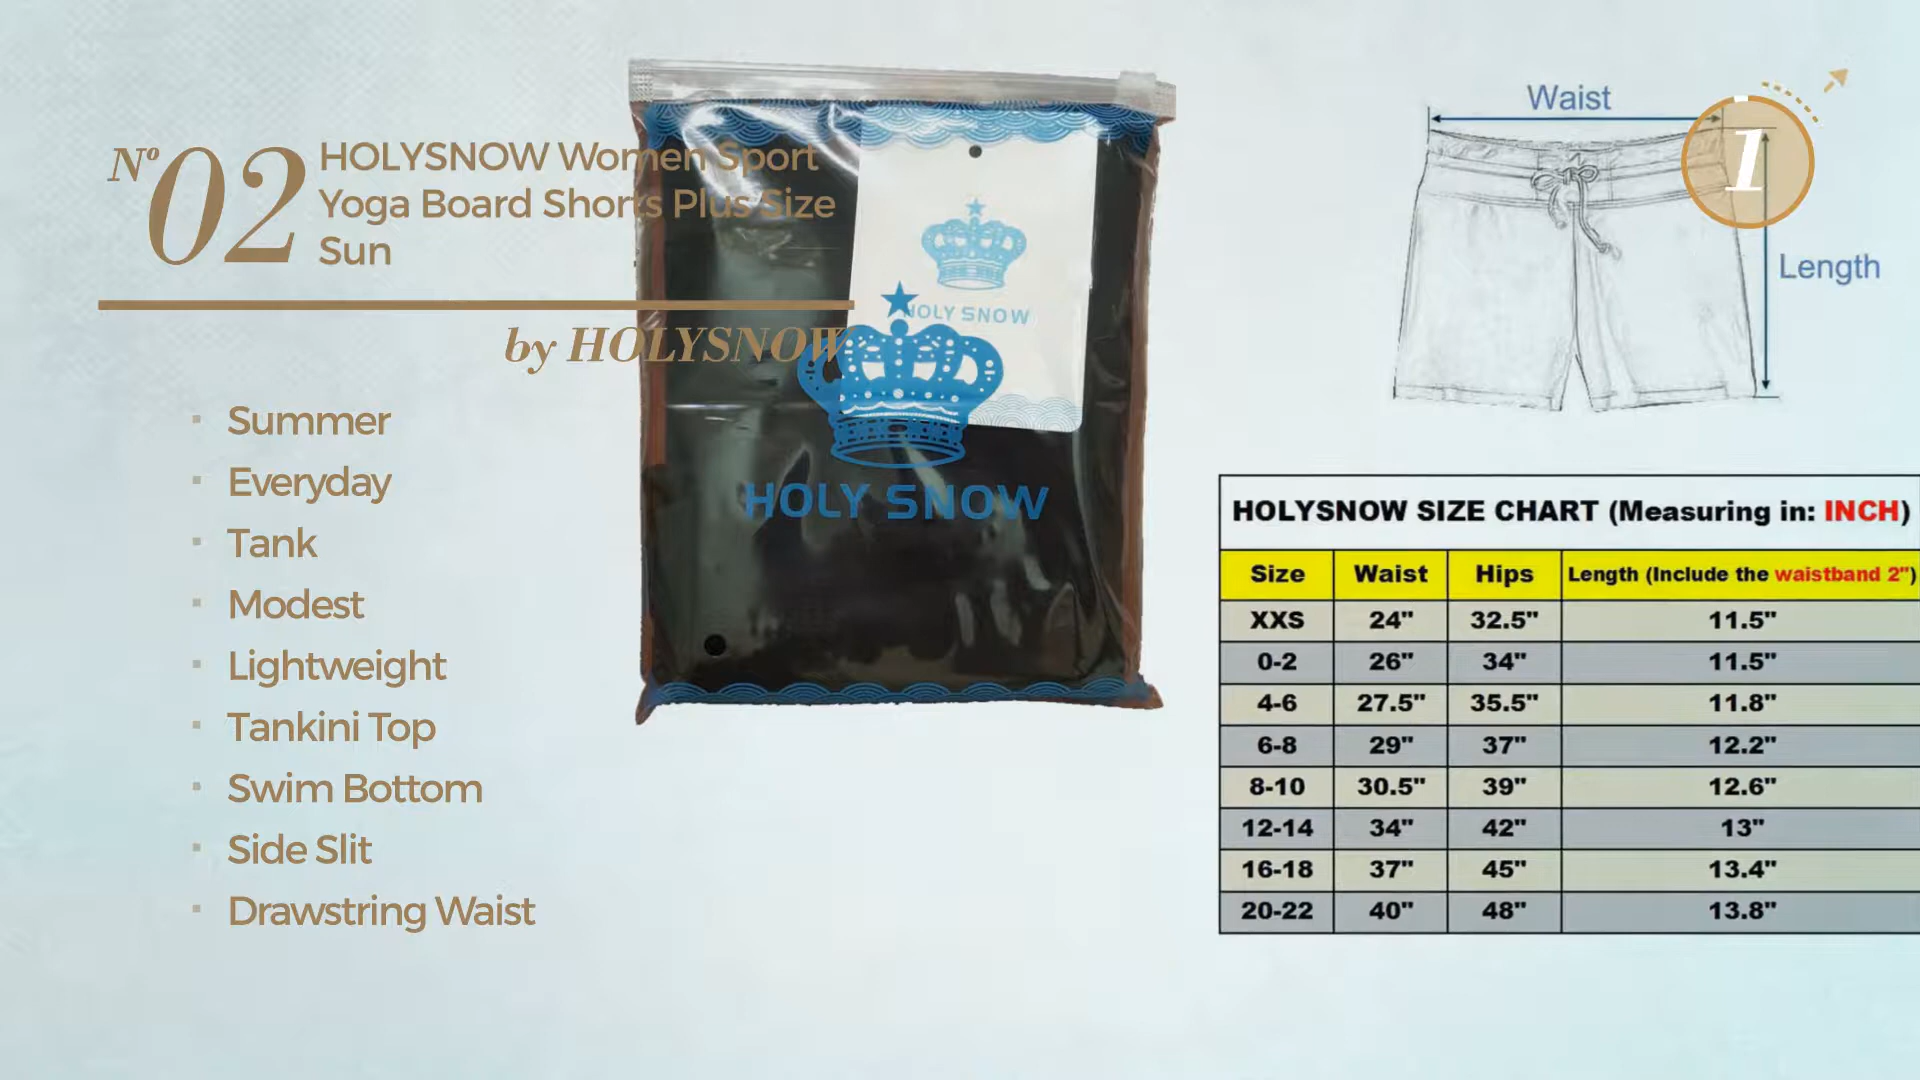 Nº 02
HOLYSNOW Women Sport
Yoga Board Shorts Plus Size
Sun
by HOLYSNOW
Summer
Everyday
Tank
Modest
Lightweight
Tankini Top
Swim Bottom
Side Slit
Drawstring Waist
HOLY SNOW
HOLY SNOW
Waist
1
Length
HOLYSNOW SIZE CHART (Measuring in: INCH)
Size Waist Hips Length (Include the waistband 2")
XXS 24" 32.5" 11.5"
0-2 26" 34" 11.5"
4-6 27.5" 35.5" 11.8"
6-8 29" 37" 12.2"
8-10 30.5" 39" 12.6"
12-14 34" 42" 13"
16-18 37" 45" 13.4"
20-22 40" 48" 13.8"